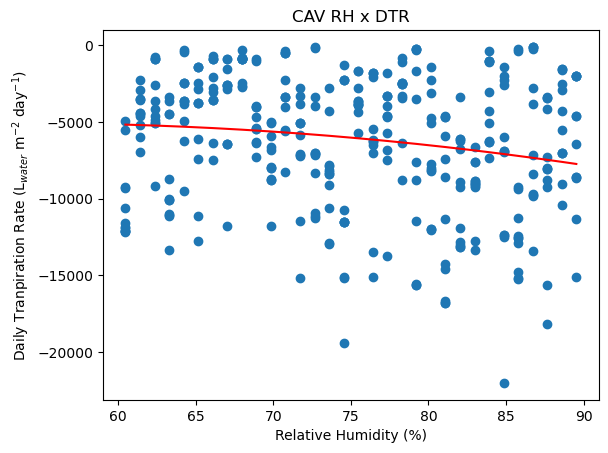 CAV RH x DTR
0
−5000
−10000
−15000
−20000
Daily Tranpiration Rate (L_water m⁻² day⁻¹)
60 65 70 75 80 85 90
Relative Humidity (%)